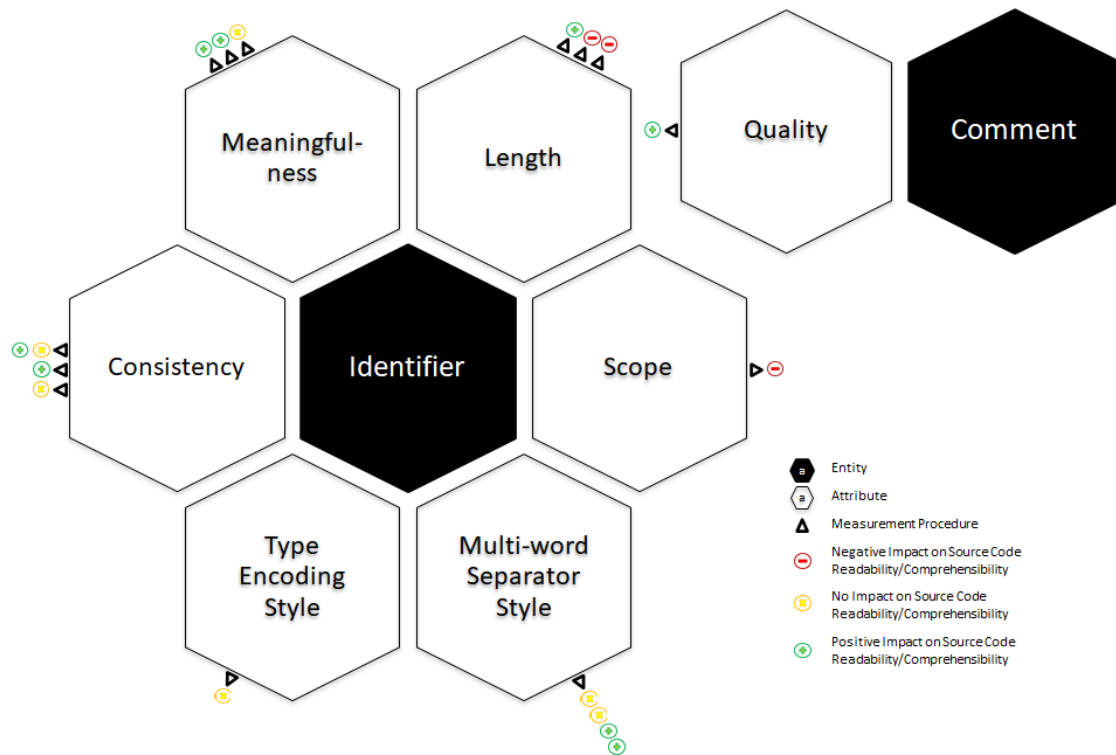 Meaningful-
ness
Length
Quality
Comment
Consistency
Identifier
Scope
Type
Encoding
Style
Multi-word
Separator
Style
a
Entity
a
Attribute
Measurement Procedure
Negative Impact on Source Code
Readability/Comprehensibility
No Impact on Source Code
Readability/Comprehensibility
Positive Impact on Source Code
Readability/Comprehensibility